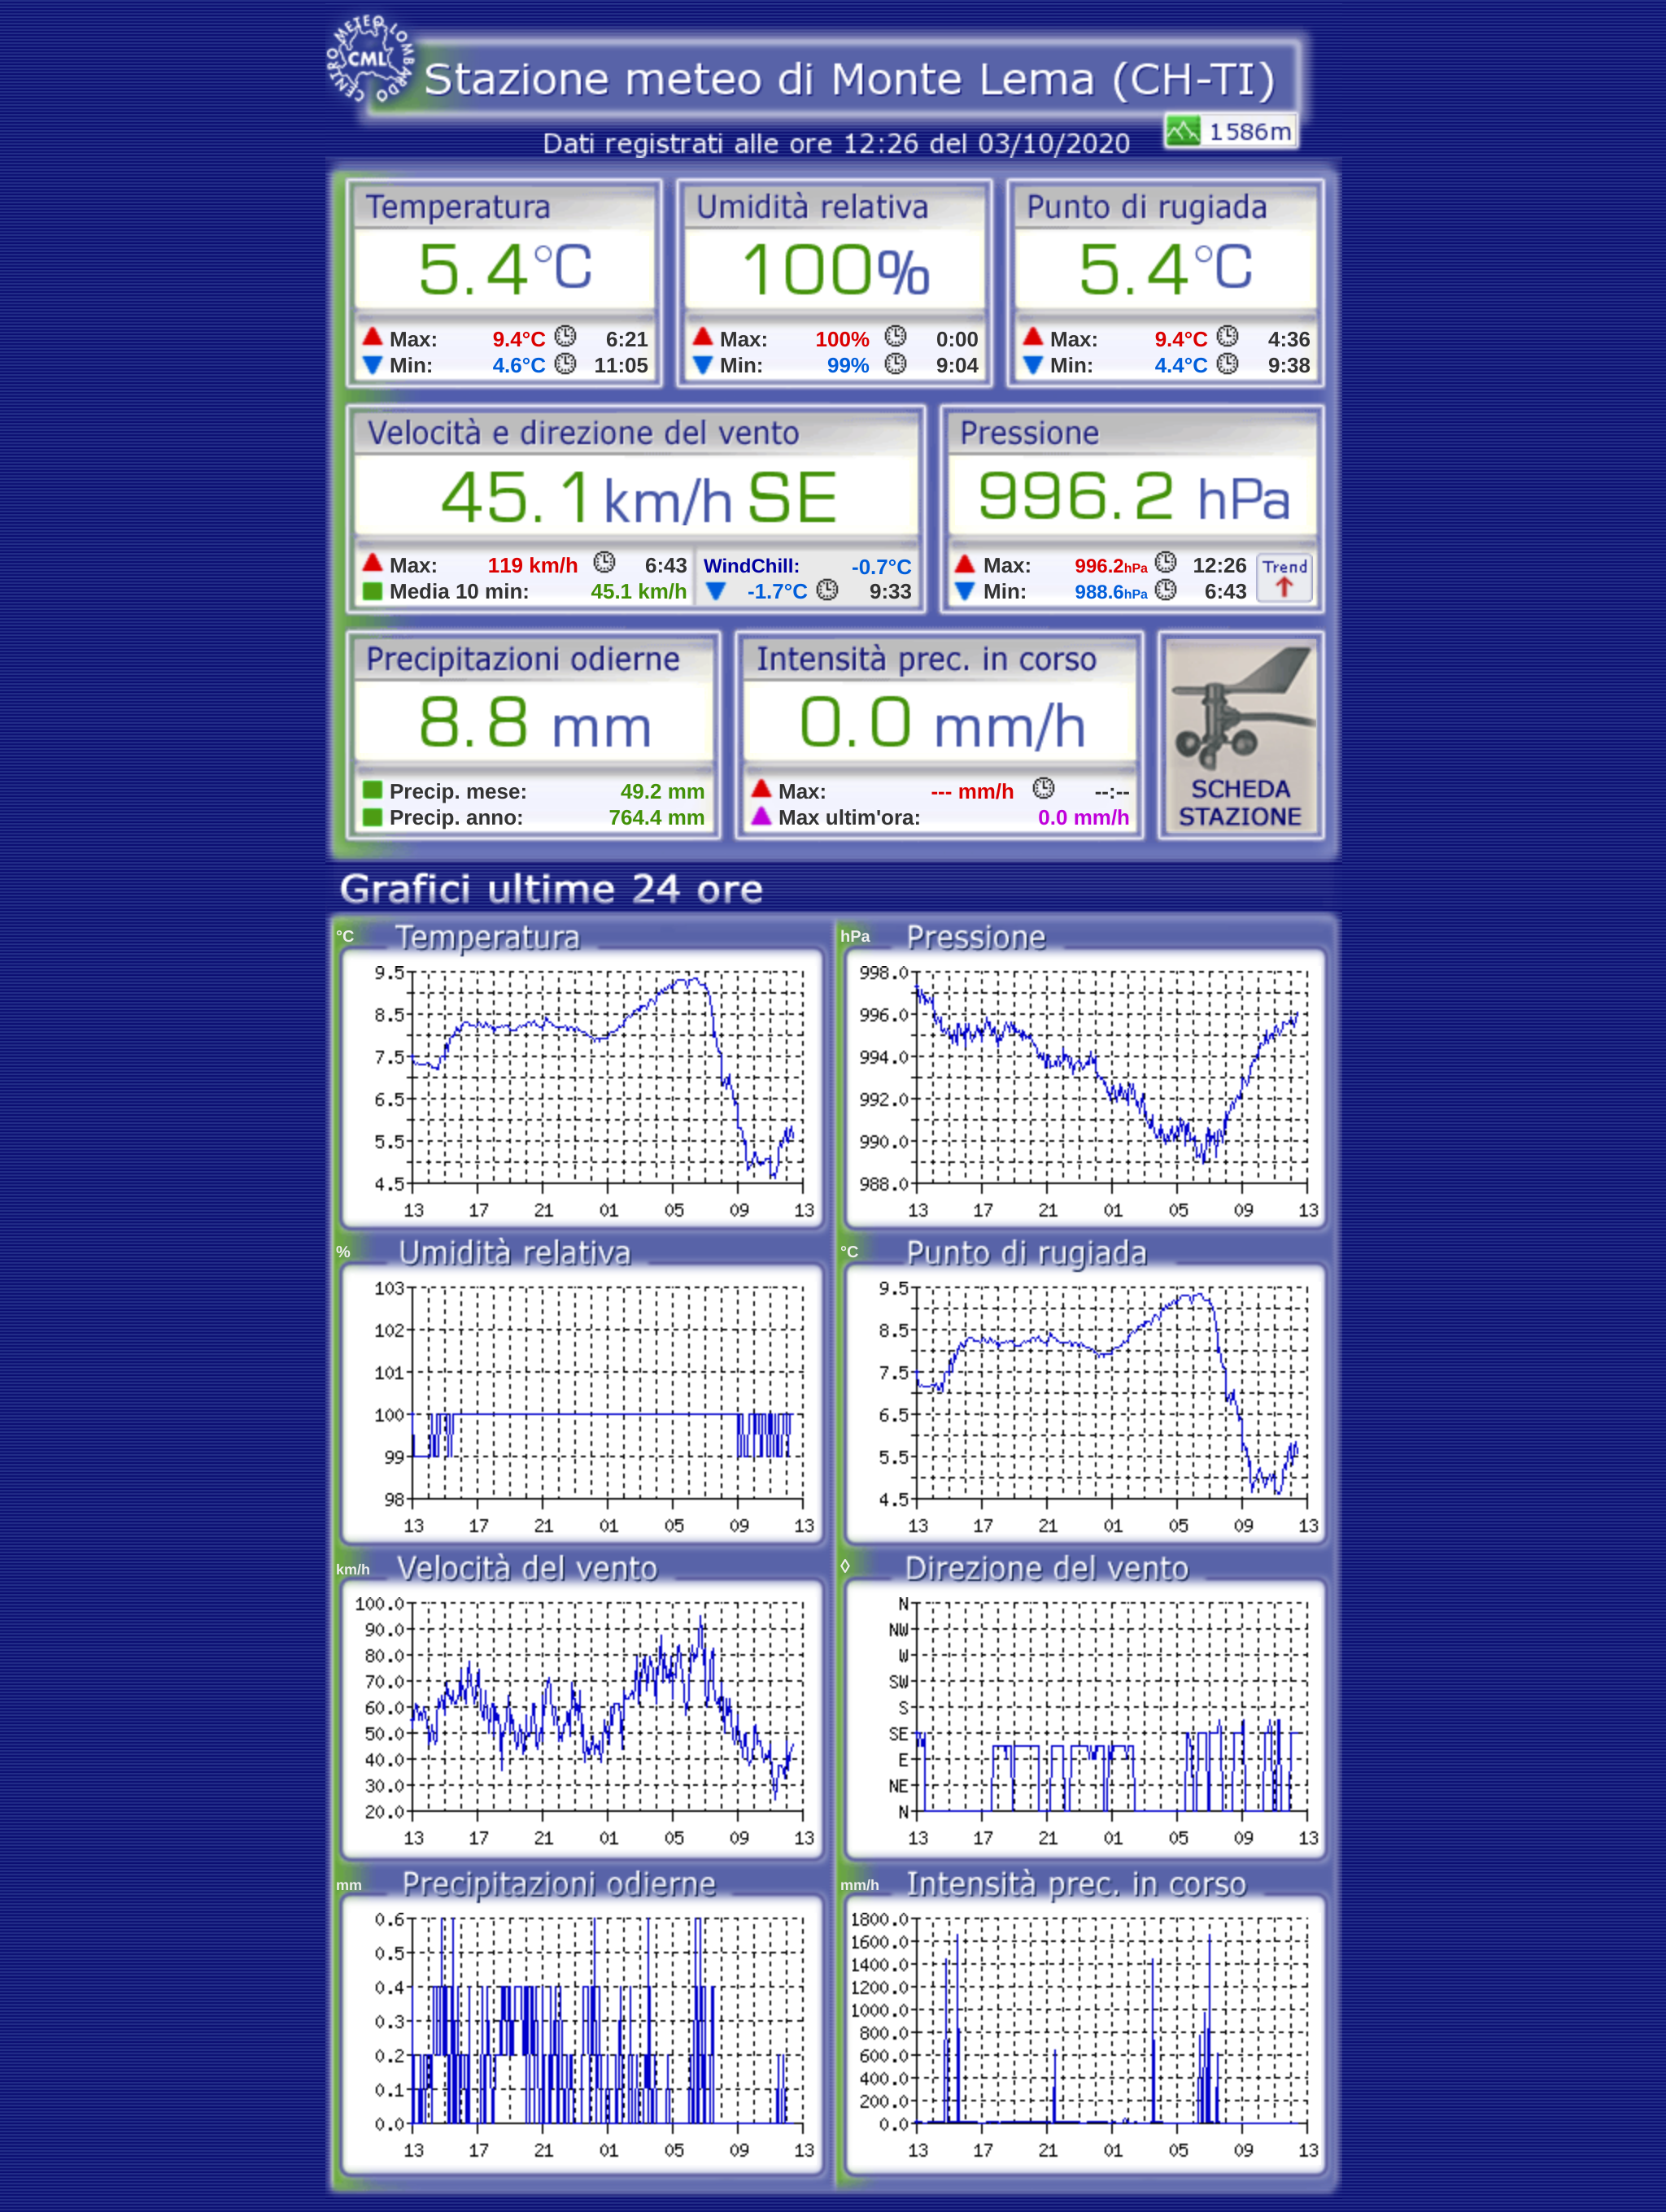 CENTRO METEO LOMBARDO
CML
Stazione meteo di Monte Lema (CH-TI)
Dati registrati alle ore 12:26 del 03/10/2020
1586m
Temperatura
5.4°C
Max: 9.4°C 6:21
Min: 4.6°C 11:05
Umidità relativa
100%
Max: 100% 0:00
Min: 99% 9:04
Punto di rugiada
5.4°C
Max: 9.4°C 4:36
Min: 4.4°C 9:38
Velocità e direzione del vento
45.1 km/h SE
Max: 119 km/h 6:43
Media 10 min: 45.1 km/h
WindChill: -0.7°C
-1.7°C 9:33
Pressione
996.2 hPa
Max: 996.2hPa 12:26
Min: 988.6hPa 6:43
Trend
Precipitazioni odierne
8.8 mm
Precip. mese: 49.2 mm
Precip. anno: 764.4 mm
Intensità prec. in corso
0.0 mm/h
Max: --- mm/h --:--
Max ultim'ora: 0.0 mm/h
SCHEDA
STAZIONE
Grafici ultime 24 ore
°C Temperatura
9.5
8.5
7.5
6.5
5.5
4.5
13 17 21 01 05 09 13
hPa Pressione
998.0
996.0
994.0
992.0
990.0
988.0
13 17 21 01 05 09 13
% Umidità relativa
103
102
101
100
99
98
13 17 21 01 05 09 13
°C Punto di rugiada
9.5
8.5
7.5
6.5
5.5
4.5
13 17 21 01 05 09 13
km/h Velocità del vento
100.0
90.0
80.0
70.0
60.0
50.0
40.0
30.0
20.0
13 17 21 01 05 09 13
◊ Direzione del vento
N
NW
W
SW
S
SE
E
NE
N
13 17 21 01 05 09 13
mm Precipitazioni odierne
0.6
0.5
0.4
0.3
0.2
0.1
0.0
13 17 21 01 05 09 13
mm/h Intensità prec. in corso
1800.0
1600.0
1400.0
1200.0
1000.0
800.0
600.0
400.0
200.0
0.0
13 17 21 01 05 09 13